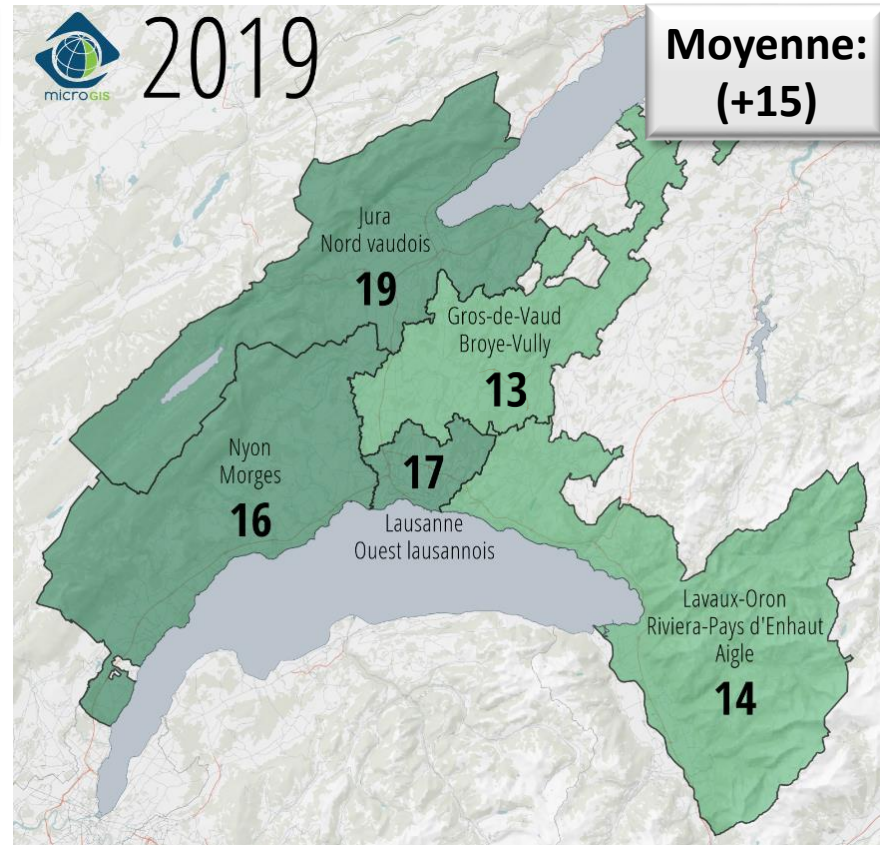 microGIS
2019
Moyenne:
(+15)
Jura
Nord vaudois
19
Gros-de-Vaud
Broye-Vully
13
Nyon
Morges
16
17
Lausanne
Ouest lausannois
Lavaux-Oron
Riviera-Pays d'Enhaut
Aigle
14